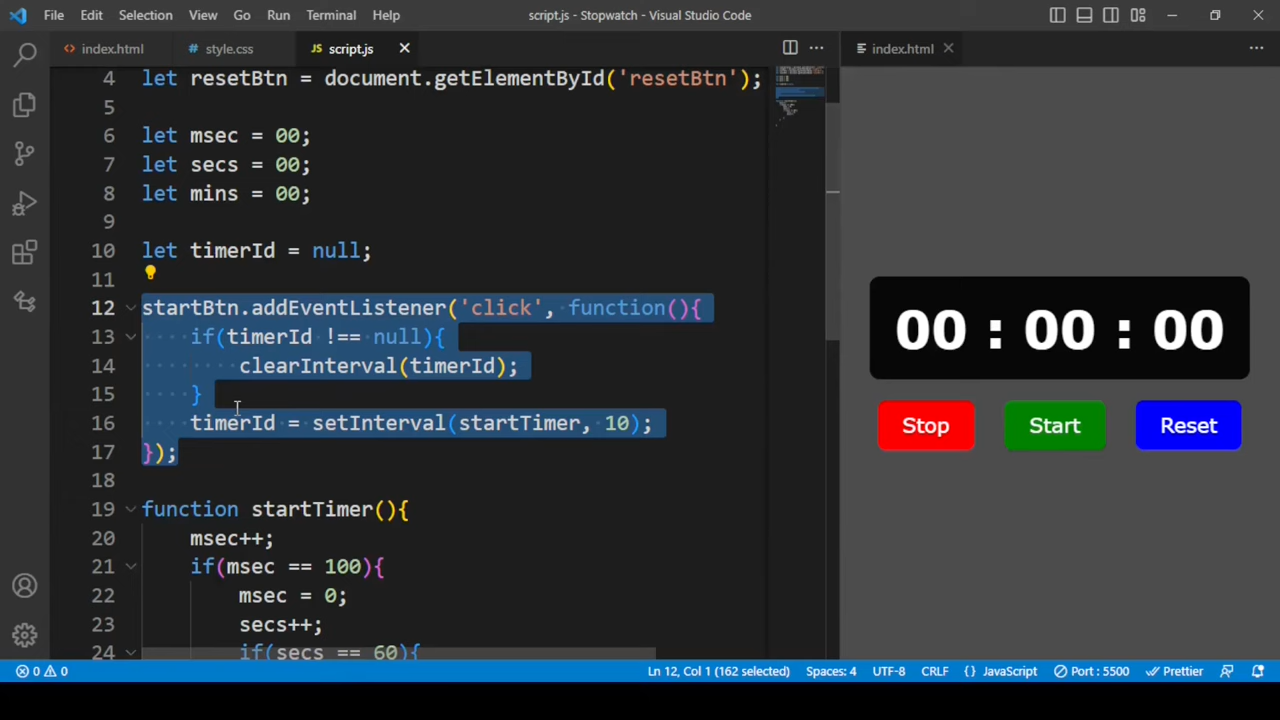 File Edit Selection View Go Run Terminal Help script.js - Stopwatch - Visual Studio Code
index.html style.css JS script.js index.html
4 let resetBtn = document.getElementById('resetBtn');
5
6 let msec = 00;
7 let secs = 00;
8 let mins = 00;
9
10 let timerId = null;
11
12 startBtn.addEventListener('click', function(){
13 if(timerId !== null){
14 clearInterval(timerId);
15 }
16 timerId = setInterval(startTimer, 10);
17 });
18
19 function startTimer(){
20 msec++;
21 if(msec == 100){
22 msec = 0;
23 secs++;
24 if(secs == 60){
00 : 00 : 00
Stop Start Reset
0 0 Ln 12, Col 1 (162 selected) Spaces: 4 UTF-8 CRLF {} JavaScript Port : 5500 Prettier